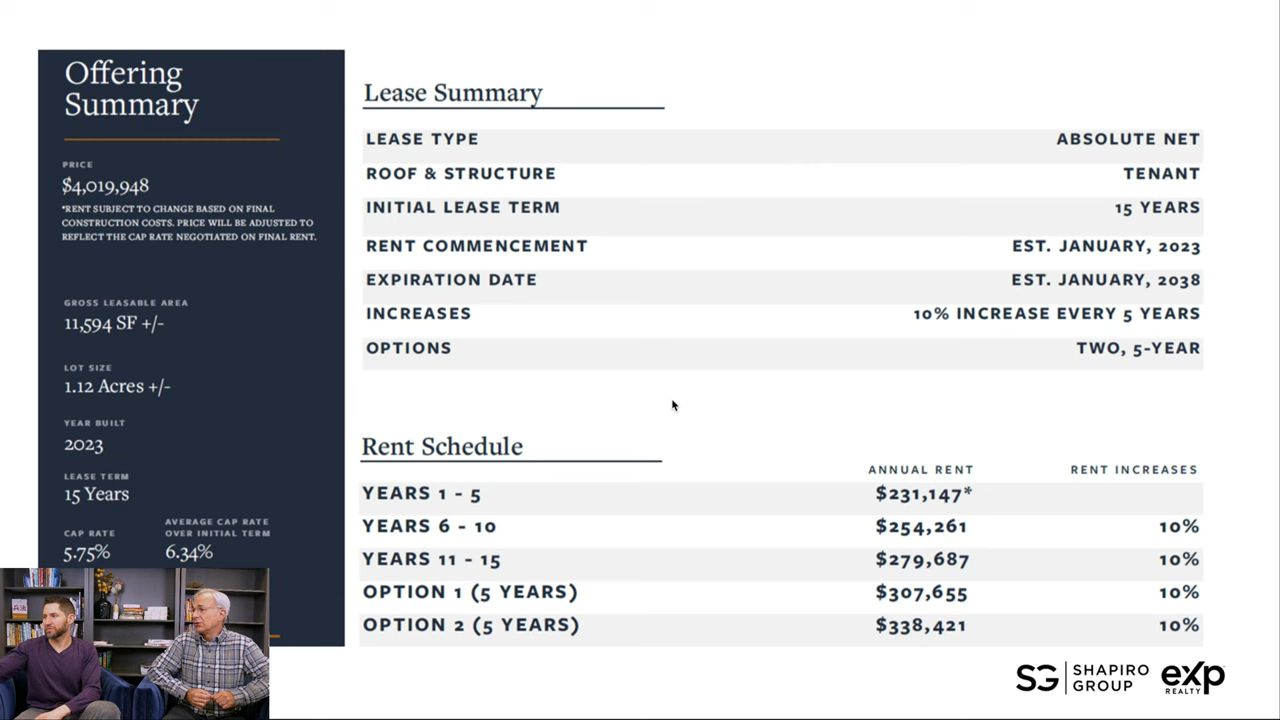 Offering
Summary
PRICE
$4,019,948
*RENT SUBJECT TO CHANGE BASED ON FINAL
CONSTRUCTION COSTS. PRICE WILL BE ADJUSTED TO
REFLECT THE CAP RATE NEGOTIATED ON FINAL RENT.
GROSS LEASABLE AREA
11,594 SF +/-
LOT SIZE
1.12 Acres +/-
YEAR BUILT
2023
LEASE TERM
15 Years
CAP RATE
5.75%
AVERAGE CAP RATE
OVER INITIAL TERM
6.34%
Lease Summary
LEASE TYPE ABSOLUTE NET
ROOF & STRUCTURE TENANT
INITIAL LEASE TERM 15 YEARS
RENT COMMENCEMENT EST. JANUARY, 2023
EXPIRATION DATE EST. JANUARY, 2038
INCREASES 10% INCREASE EVERY 5 YEARS
OPTIONS TWO, 5-YEAR
Rent Schedule
ANNUAL RENT RENT INCREASES
YEARS 1 - 5 $231,147*
YEARS 6 - 10 $254,261 10%
YEARS 11 - 15 $279,687 10%
OPTION 1 (5 YEARS) $307,655 10%
OPTION 2 (5 YEARS) $338,421 10%
SG SHAPIRO
GROUP
exp
REALTY